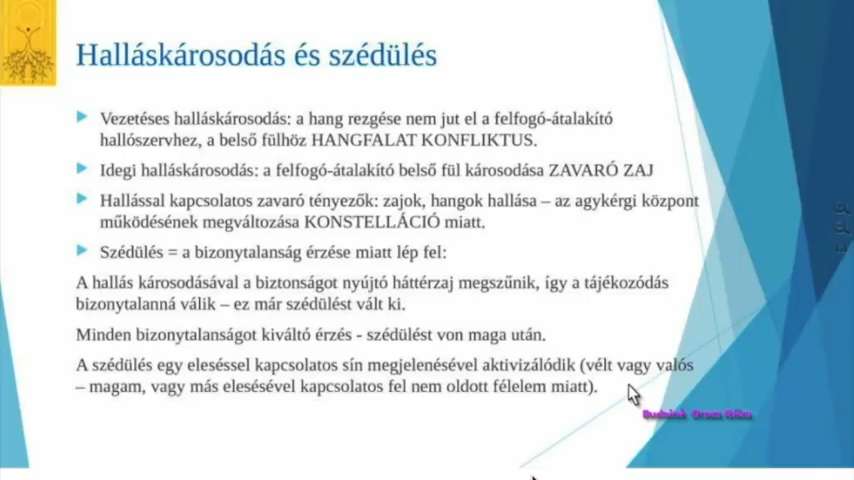 Halláskárosodás és szédülés
Vezetéses halláskárosodás: a hang rezgése nem jut el a felfogó-átalakító
hallószervhez, a belső fülhöz HANGFALAT KONFLIKTUS.
Idegi halláskárosodás: a felfogó-átalakító belső fül károsodása ZAVARÓ ZAJ
Hallással kapcsolatos zavaró tényezők: zajok, hangok hallása – az agykérgi központ
működésének megváltozása KONSTELLÁCIÓ miatt.
Szédülés = a bizonytalanság érzése miatt lép fel:
A hallás károsodásával a biztonságot nyújtó háttérzaj megszűnik, így a tájékozódás
bizonytalanná válik – ez már szédülést vált ki.
Minden bizonytalanságot kiváltó érzés - szédülést von maga után.
A szédülés egy eleséssel kapcsolatos sín megjelenésével aktivizálódik (vélt vagy valós
– magam, vagy más elesésével kapcsolatos fel nem oldott félelem miatt).